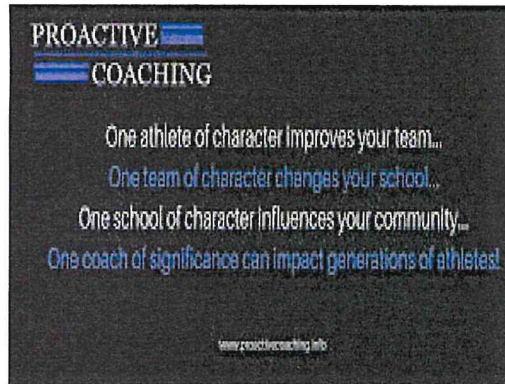 PROACTIVE
COACHING
One athlete of character improves your team...
One team of character changes your school...
One school of character influences your community...
One coach of significance can impact generations of athletes!
www.proactivecoaching.info